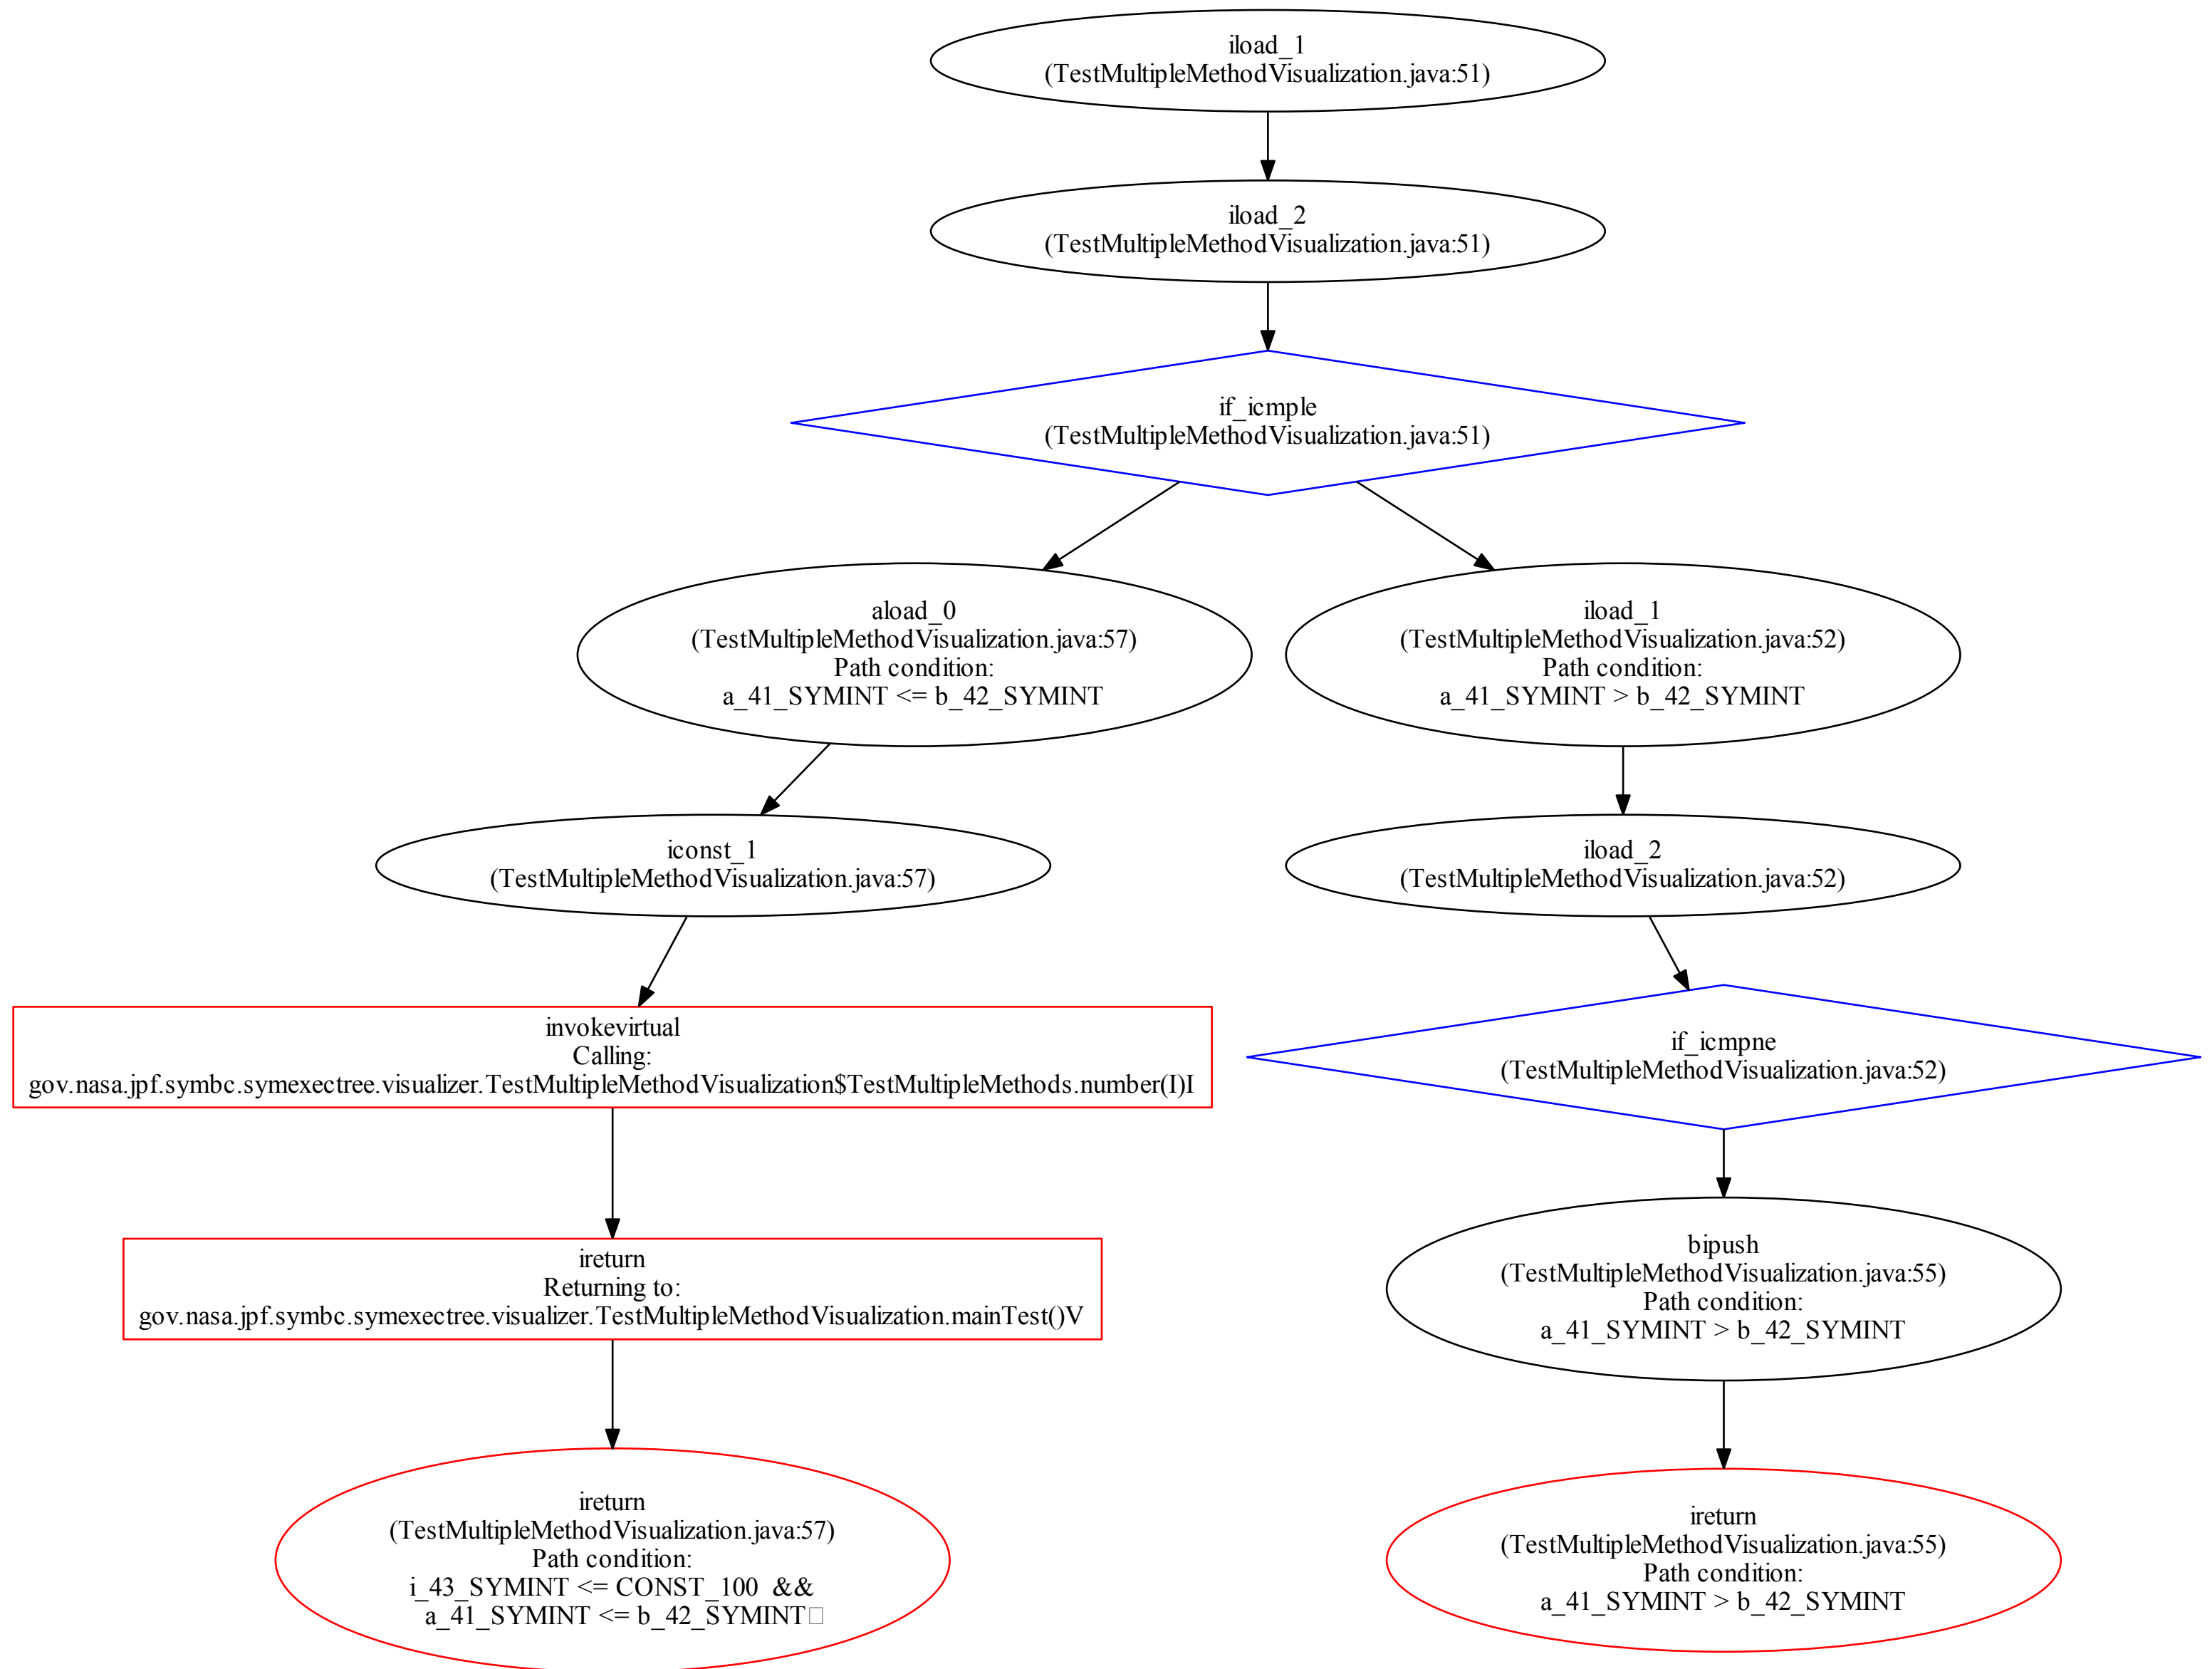 iload_1
(TestMultipleMethodVisualization.java:51)
iload_2
(TestMultipleMethodVisualization.java:51)
if_icmple
(TestMultipleMethodVisualization.java:51)
aload_0
(TestMultipleMethodVisualization.java:57)
Path condition:
a_41_SYMINT <= b_42_SYMINT
iload_1
(TestMultipleMethodVisualization.java:52)
Path condition:
a_41_SYMINT > b_42_SYMINT
iconst_1
(TestMultipleMethodVisualization.java:57)
iload_2
(TestMultipleMethodVisualization.java:52)
invokevirtual
Calling:
gov.nasa.jpf.symbc.symexectree.visualizer.TestMultipleMethodVisualization$TestMultipleMethods.number(I)I
if_icmpne
(TestMultipleMethodVisualization.java:52)
ireturn
Returning to:
gov.nasa.jpf.symbc.symexectree.visualizer.TestMultipleMethodVisualization.mainTest()V
bipush
(TestMultipleMethodVisualization.java:55)
Path condition:
a_41_SYMINT > b_42_SYMINT
ireturn
(TestMultipleMethodVisualization.java:57)
Path condition:
i_43_SYMINT <= CONST_100 &&
a_41_SYMINT <= b_42_SYMINT□
ireturn
(TestMultipleMethodVisualization.java:55)
Path condition:
a_41_SYMINT > b_42_SYMINT